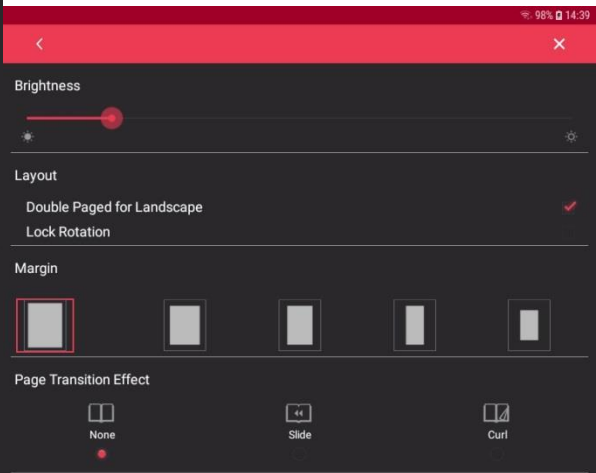 98% 14:39
Brightness
Layout
Double Paged for Landscape
Lock Rotation
Margin
Page Transition Effect
None Slide Curl